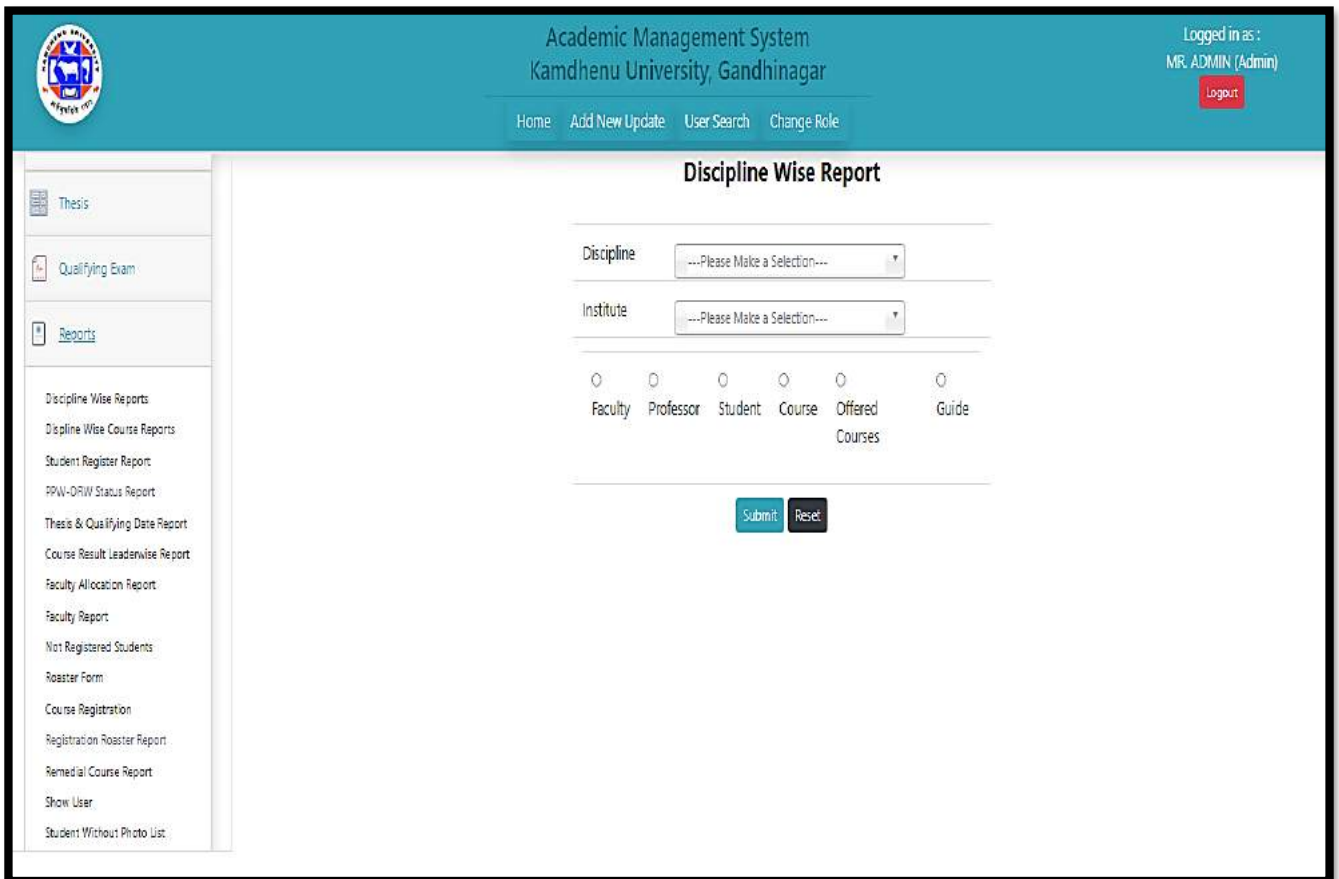 KAMDHENU UNIVERSITY
Academic Management System
Kamdhenu University, Gandhinagar
Home Add New Update User Search Change Role
Logged in as :
MR. ADMIN (Admin)
Logout
Thesis
Qualifying Exam
Reports
Discipline Wise Reports
Displine Wise Course Reports
Student Register Report
PPW-ORW Status Report
Thesis & Qualifying Date Report
Course Result Leaderwise Report
Faculty Allocation Report
Faculty Report
Not Registered Students
Roaster Form
Course Registration
Registration Roaster Report
Remedial Course Report
Show User
Student Without Photo List
Discipline Wise Report
Discipline ---Please Make a Selection---
Institute ---Please Make a Selection---
Faculty Professor Student Course Offered Guide
Courses
Submit Reset